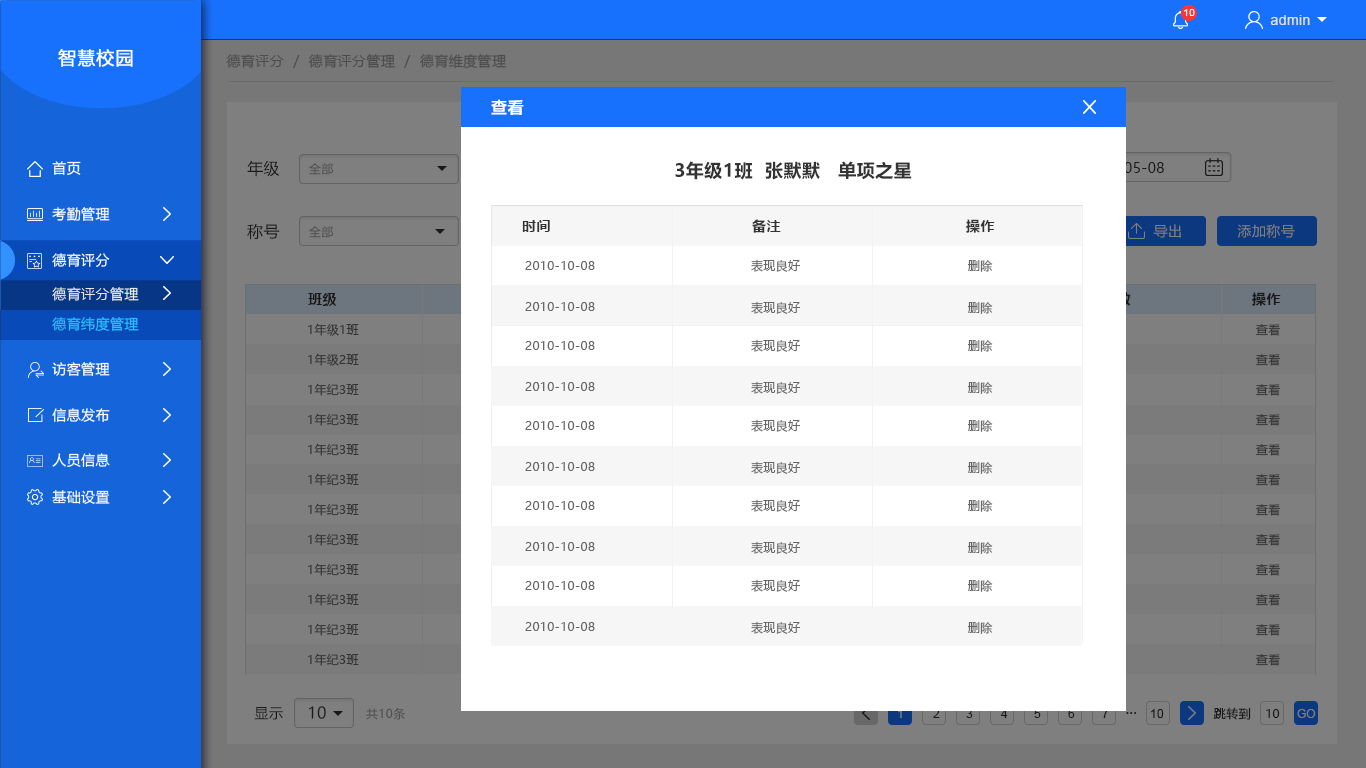 智慧校园
10
admin
德育评分 / 德育评分管理 / 德育维度管理
首页
考勤管理
德育评分
德育评分管理
德育纬度管理
访客管理
信息发布
人员信息
基础设置
年级 全部
05-08
称号 全部
导出 添加称号
班级 操作
1年级1班 查看
1年级2班 查看
1年纪3班 查看
1年纪3班 查看
1年纪3班 查看
1年纪3班 查看
1年纪3班 查看
1年纪3班 查看
1年纪3班 查看
1年纪3班 查看
1年纪3班 查看
1年纪3班 查看
显示 10 共10条
1 2 3 4 5 6 7 ··· 10 跳转到 10 GO
查看
3年级1班 张默默 单项之星
时间 备注 操作
2010-10-08 表现良好 删除
2010-10-08 表现良好 删除
2010-10-08 表现良好 删除
2010-10-08 表现良好 删除
2010-10-08 表现良好 删除
2010-10-08 表现良好 删除
2010-10-08 表现良好 删除
2010-10-08 表现良好 删除
2010-10-08 表现良好 删除
2010-10-08 表现良好 删除